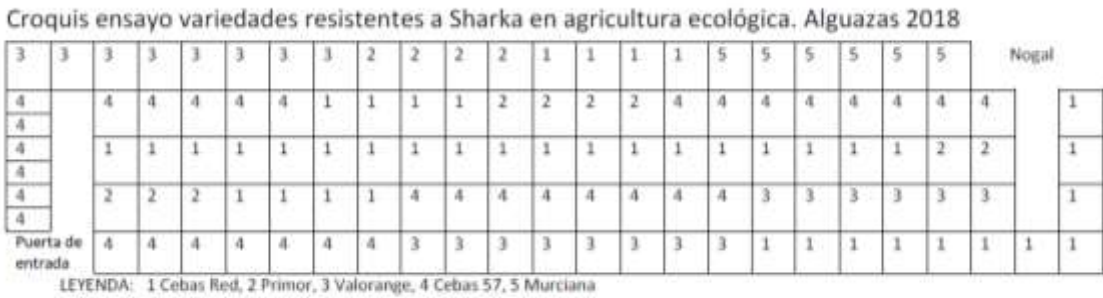 Croquis ensayo variedades resistentes a Sharka en agricultura ecológica. Alguazas 2018
3 3 3 3 3 3 3 3 2 2 2 2 1 1 1 1 5 5 5 5 5 5 Nogal
4 4 4 4 4 4 1 1 1 1 2 2 2 2 4 4 4 4 4 4 4 4 1
4
4 1 1 1 1 1 1 1 1 1 1 1 1 1 1 1 1 1 1 1 2 2 1
4
4 2 2 2 1 1 1 1 4 4 4 4 4 4 4 4 3 3 3 3 3 3 1
4
Puerta de entrada 4 4 4 4 4 4 4 3 3 3 3 3 3 3 3 1 1 1 1 1 1 1 1
LEYENDA: 1 Cebas Red, 2 Primor, 3 Valorange, 4 Cebas 57, 5 Murciana